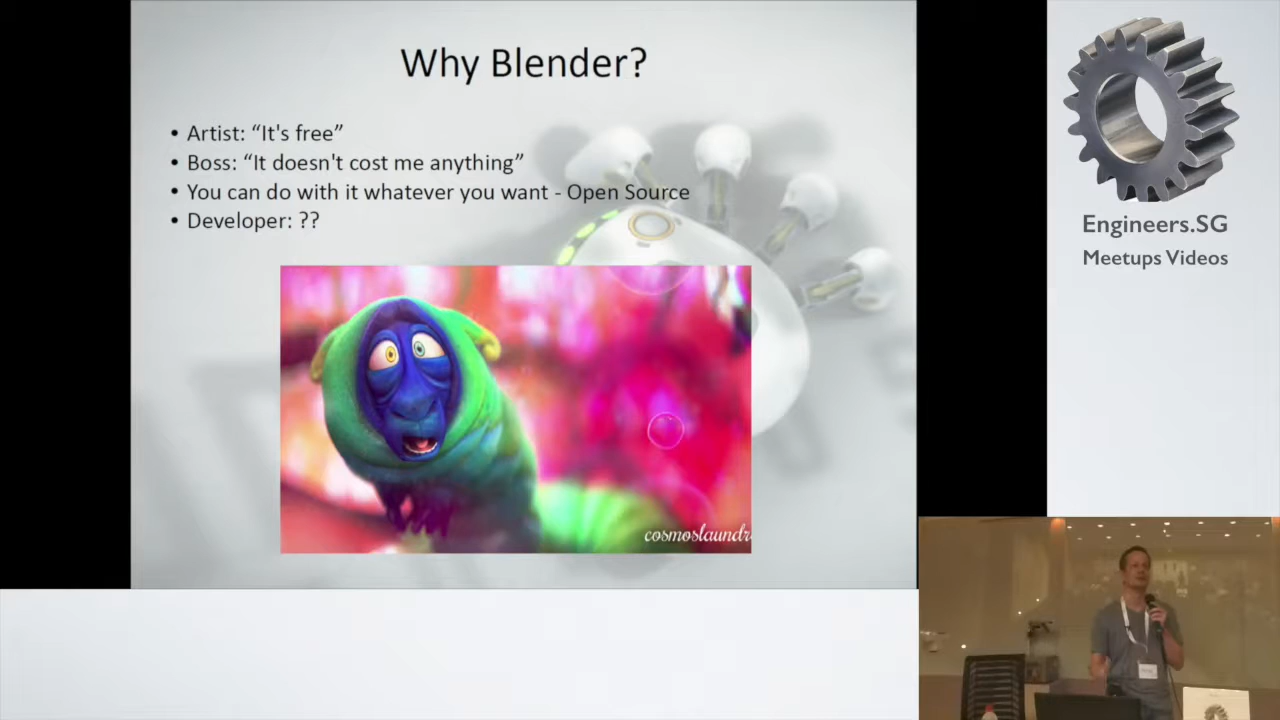 Why Blender?
• Artist: “It's free”
• Boss: “It doesn't cost me anything”
• You can do with it whatever you want - Open Source
• Developer: ??
cosmoslaundr
Engineers.SG
Meetups Videos